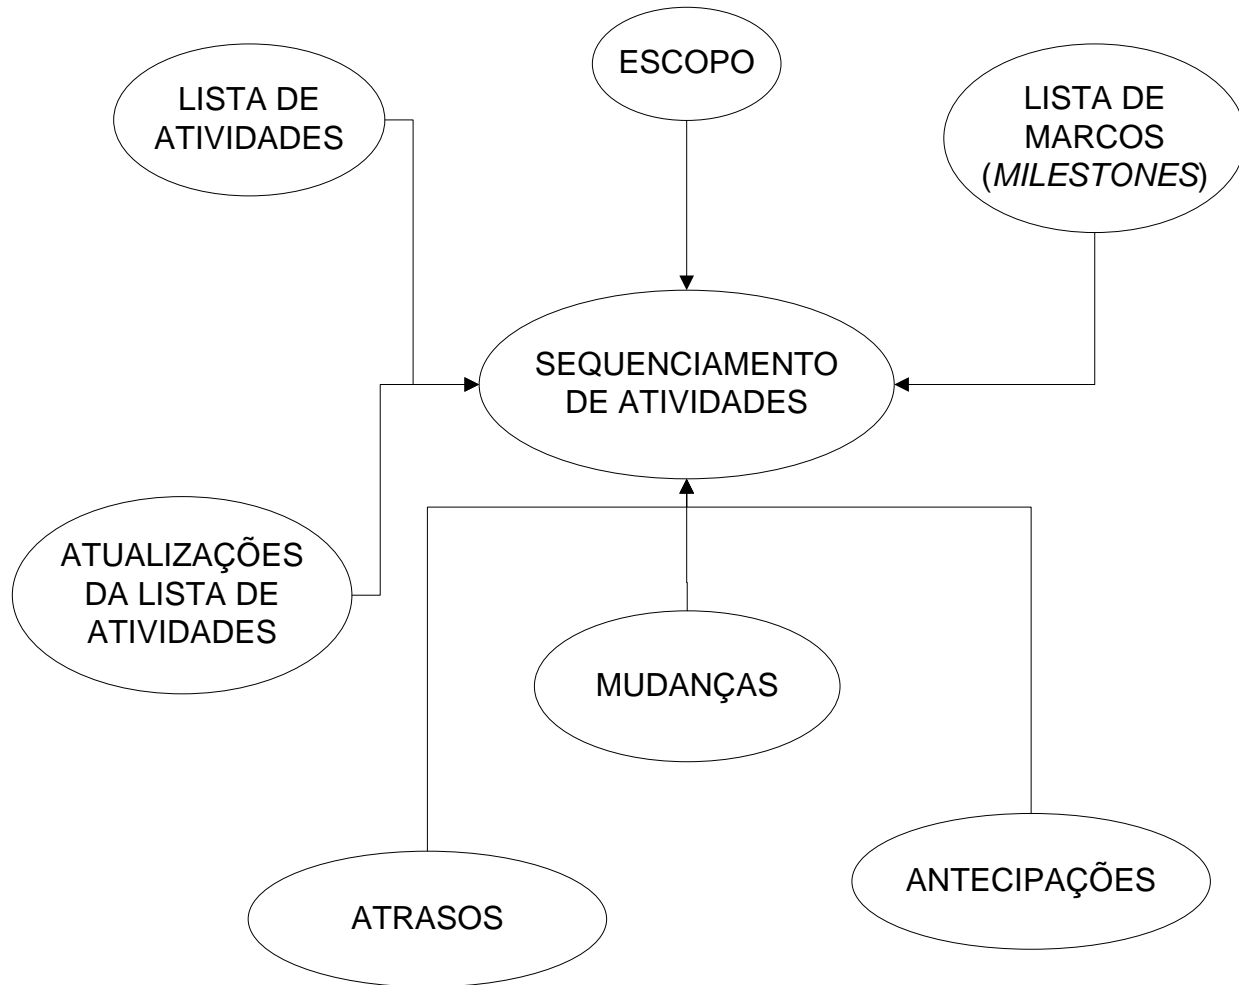 ESCOPO
LISTA DE
ATIVIDADES
LISTA DE
MARCOS
(MILESTONES)
SEQUENCIAMENTO
DE ATIVIDADES
ATUALIZAÇÕES
DA LISTA DE
ATIVIDADES
MUDANÇAS
ATRASOS
ANTECIPAÇÕES